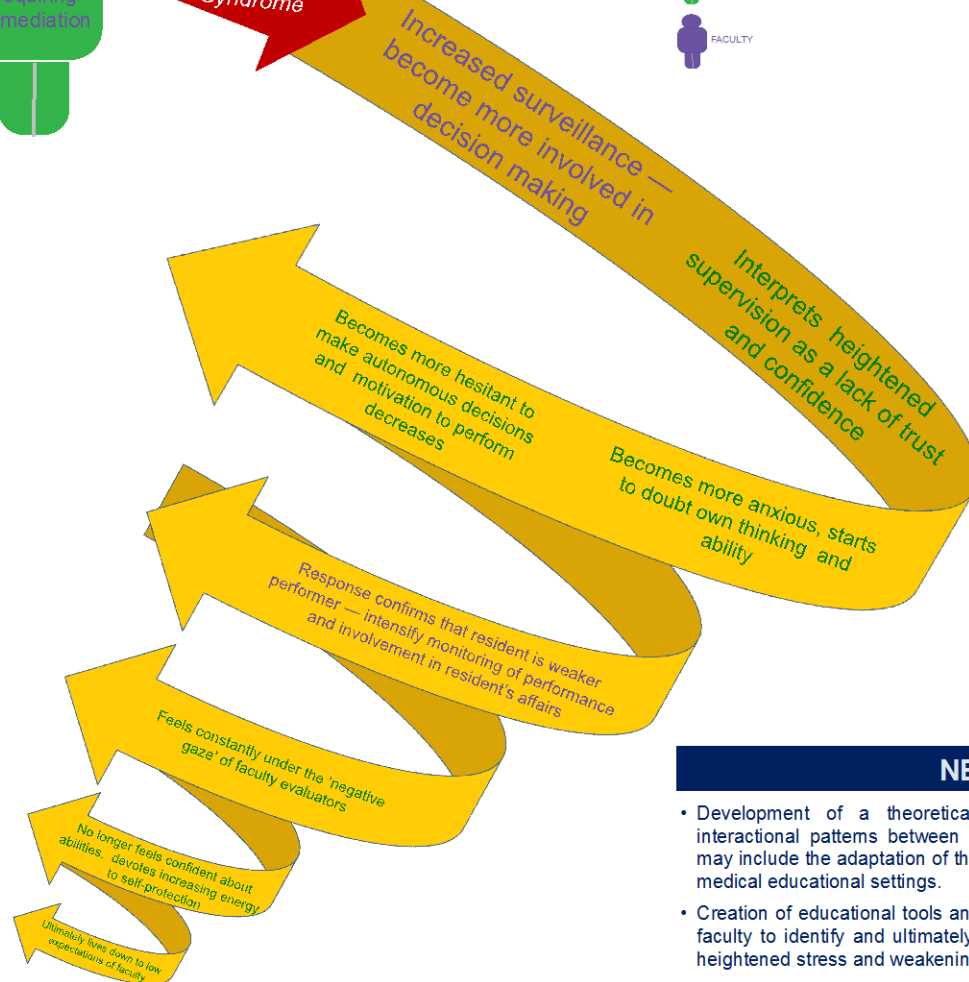 mediation
Syndrome
FACULTY
Increased surveillance —
become more involved in
decision making
Interprets heightened
supervision as a lack of trust
and confidence
Becomes more hesitant to
make autonomous decisions
and motivation to perform
decreases
Becomes more anxious, starts
to doubt own thinking and
ability
Response confirms that resident is weaker
performer — intensify monitoring of performance
and involvement in resident's affairs
Feels constantly under the 'negative
gaze' of faculty evaluators
No longer feels confident about
abilities, devotes increasing energy
to self-protection
Ultimately lives down to low
expectations of faculty
NE
• Development of a theoretica
interactional patterns between
may include the adaptation of th
medical educational settings.
• Creation of educational tools an
faculty to identify and ultimately
heightened stress and weakenin